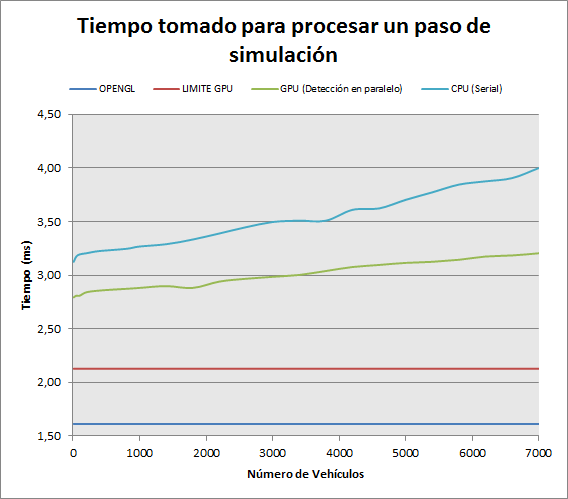 Tiempo tomado para procesar un paso de
simulación
OPENGL LIMITE GPU GPU (Detección en paralelo) CPU (Serial)
4,50
4,00
3,50
3,00
2,50
2,00
1,50
Tiempo (ms)
0 1000 2000 3000 4000 5000 6000 7000
Número de Vehículos